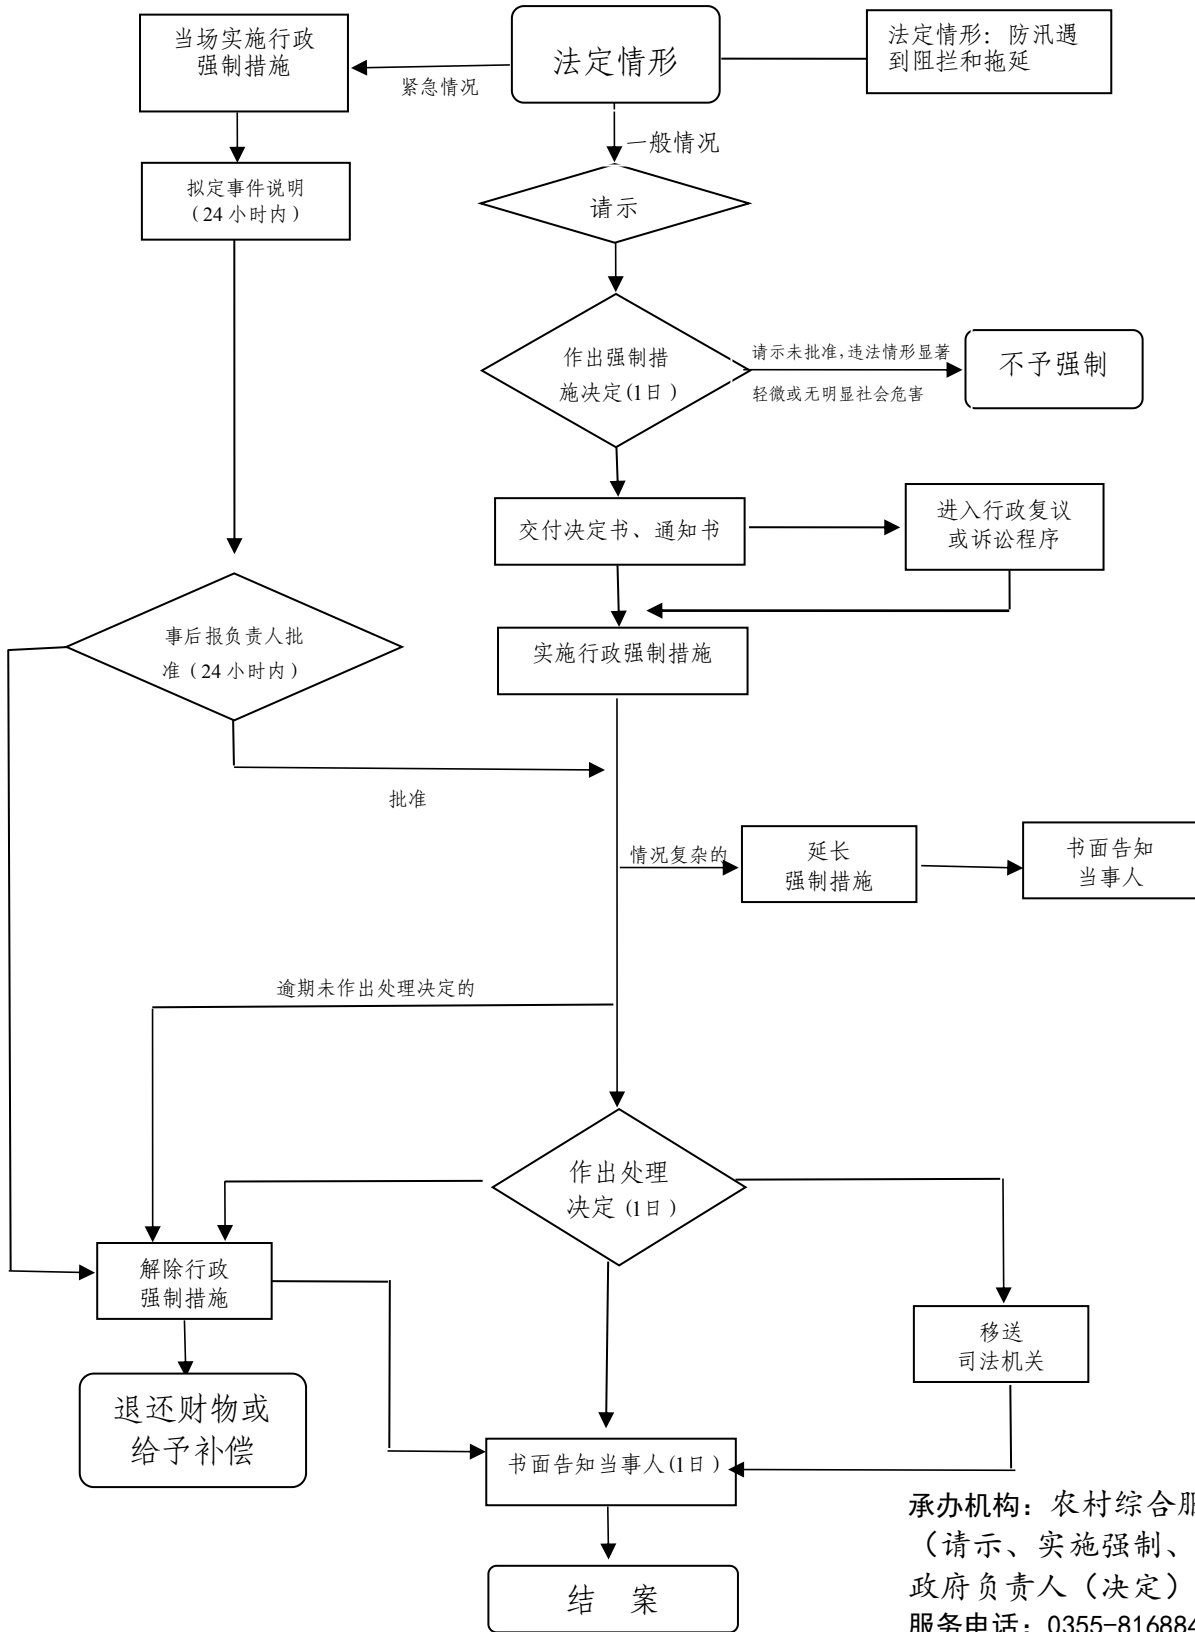 当场实施行政
强制措施
法定情形
法定情形：防汛遇
到阻拦和拖延
紧急情况
一般情况
拟定事件说明
（24 小时内）
请示
作出强制措
施决定(1日)
请示未批准,违法情形显著
轻微或无明显社会危害
不予强制
交付决定书、通知书
进入行政复议
或诉讼程序
事后报负责人批
准（24 小时内）
实施行政强制措施
批准
情况复杂的
延长
强制措施
书面告知
当事人
逾期未作出处理决定的
作出处理
决定 (1日)
解除行政
强制措施
移送
司法机关
退还财物或
给予补偿
书面告知当事人(1日)
承办机构：农村综合服
（请示、实施强制、
政府负责人（决定）
服务电话：0355-816884
结 案